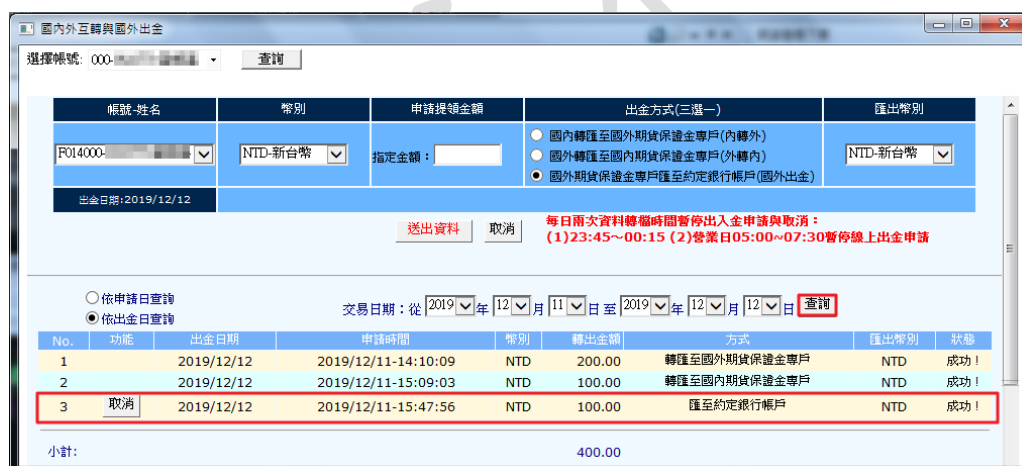 國內外互轉與國外出金
選擇帳號: 000- 查詢
帳號-姓名 幣別 申請提領金額 出金方式(三選一) 匯出幣別
F014000- NTD-新台幣 指定金額： NTD-新台幣
國內轉匯至國外期貨保證金專戶(內轉外)
國外轉匯至國內期貨保證金專戶(外轉內)
國外期貨保證金專戶匯至約定銀行帳戶(國外出金)
出金日期:2019/12/12
送出資料 取消
每日兩次資料轉檔時間暫停出入金申請與取消：
(1)23:45～00:15 (2)營業日05:00～07:30暫停線上出金申請
依申請日查詢
依出金日查詢
交易日期：從 2019 年 12 月 11 日 至 2019 年 12 月 12 日 查詢
No. 功能 出金日期 申請時間 幣別 轉出金額 方式 匯出幣別 狀態
1 2019/12/12 2019/12/11-14:10:09 NTD 200.00 轉匯至國外期貨保證金專戶 NTD 成功！
2 2019/12/12 2019/12/11-15:09:03 NTD 100.00 轉匯至國內期貨保證金專戶 NTD 成功！
3 取消 2019/12/12 2019/12/11-15:47:56 NTD 100.00 匯至約定銀行帳戶 NTD 成功！
小計: 400.00